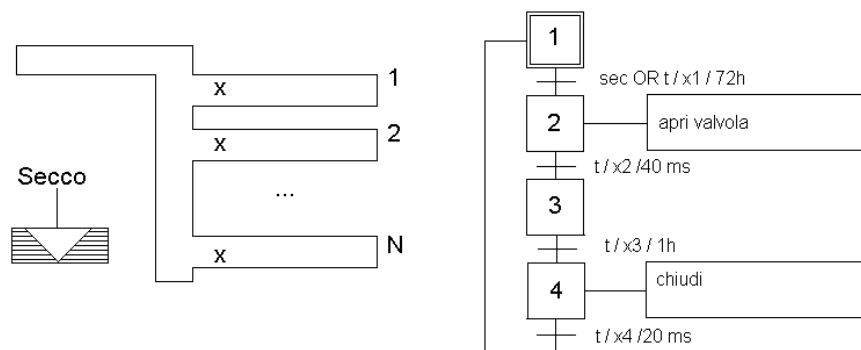 1
x
2
x
Secco
...
N
x
1
sec OR t / x1 / 72h
2
apri valvola
t / x2 /40 ms
3
t / x3 / 1h
4
chiudi
t / x4 /20 ms